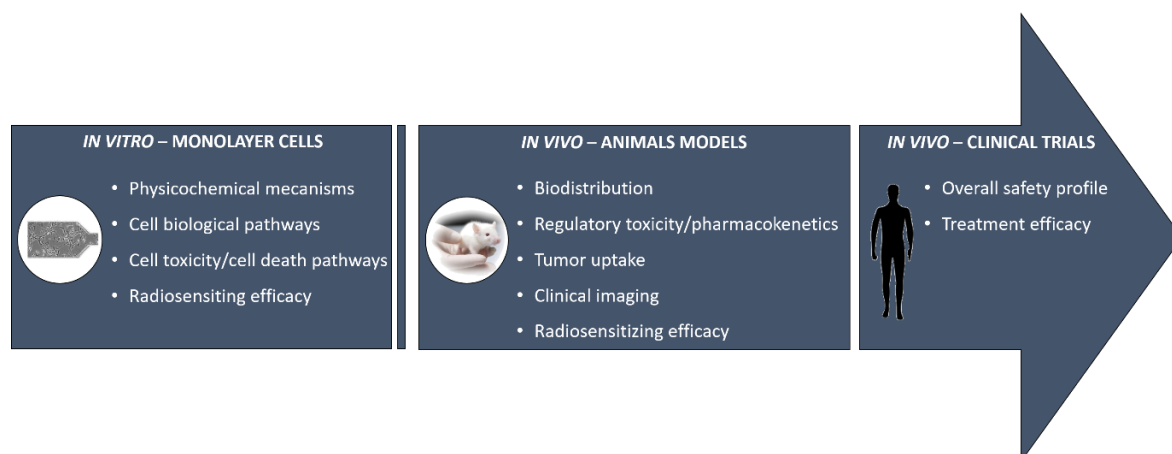 IN VITRO – MONOLAYER CELLS
• Physicochemical mecanisms
• Cell biological pathways
• Cell toxicity/cell death pathways
• Radiosensiting efficacy
IN VIVO – ANIMALS MODELS
• Biodistribution
• Regulatory toxicity/pharmacokenetics
• Tumor uptake
• Clinical imaging
• Radiosensitizing efficacy
IN VIVO – CLINICAL TRIALS
• Overall safety profile
• Treatment efficacy